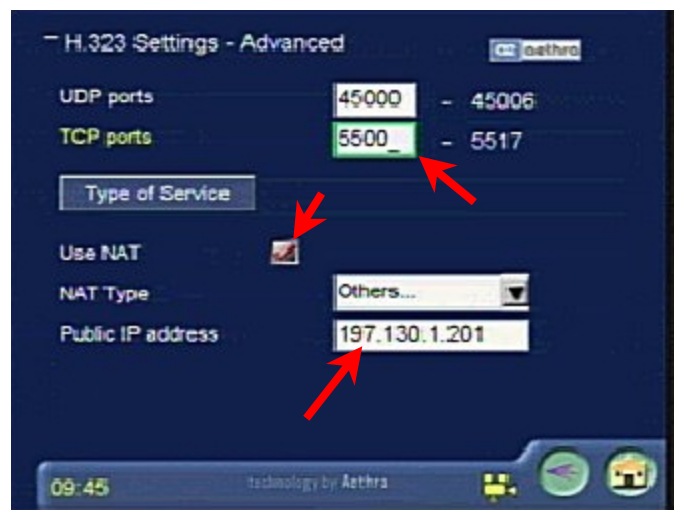 H.323 Settings - Advanced
aethra
UDP ports 45000 - 45006
TCP ports 5500_ - 5517
Type of Service
Use NAT
NAT Type Others...
Public IP address 197.130.1.201
09:45 technology by Aethra